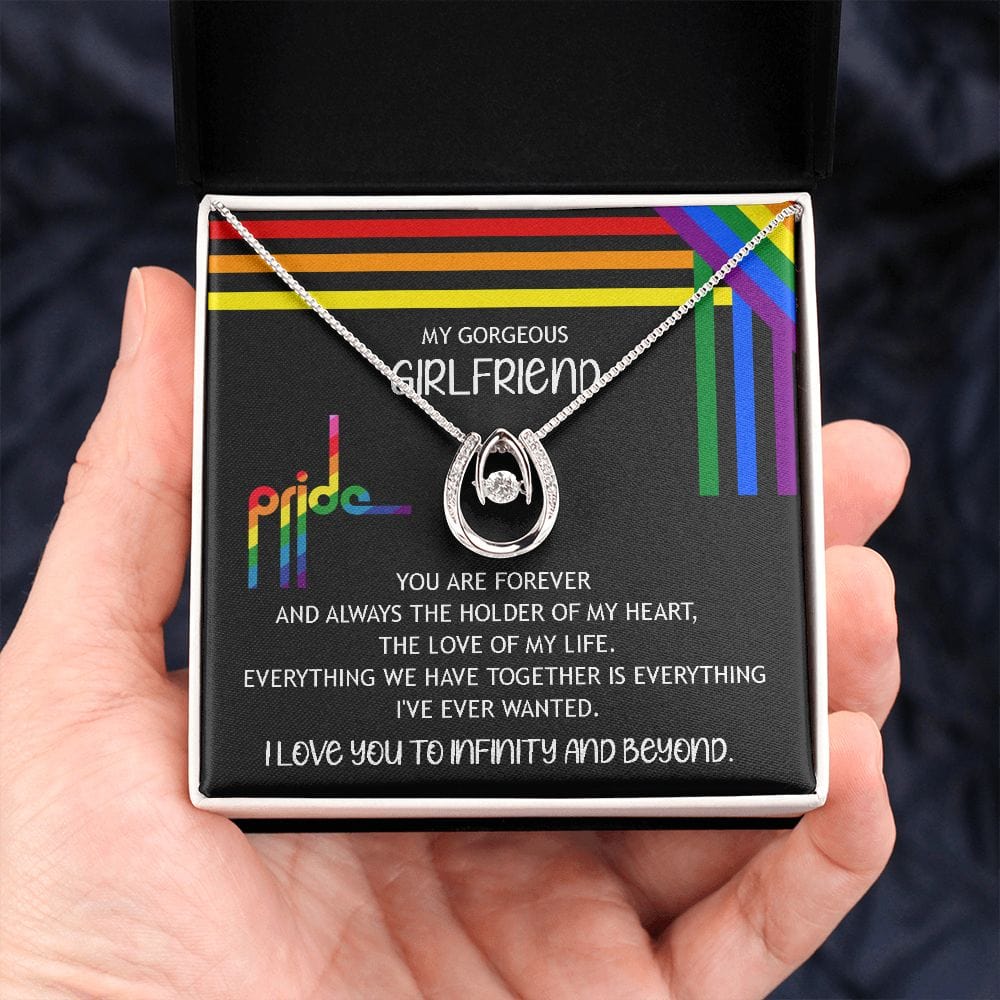 MY GORGEOUS
GIRLFRIEND
pride
YOU ARE FOREVER
AND ALWAYS THE HOLDER OF MY HEART,
THE LOVE OF MY LIFE.
EVERYTHING WE HAVE TOGETHER IS EVERYTHING
I'VE EVER WANTED.
I LOVE YOU TO INFINITY AND BEYOND.